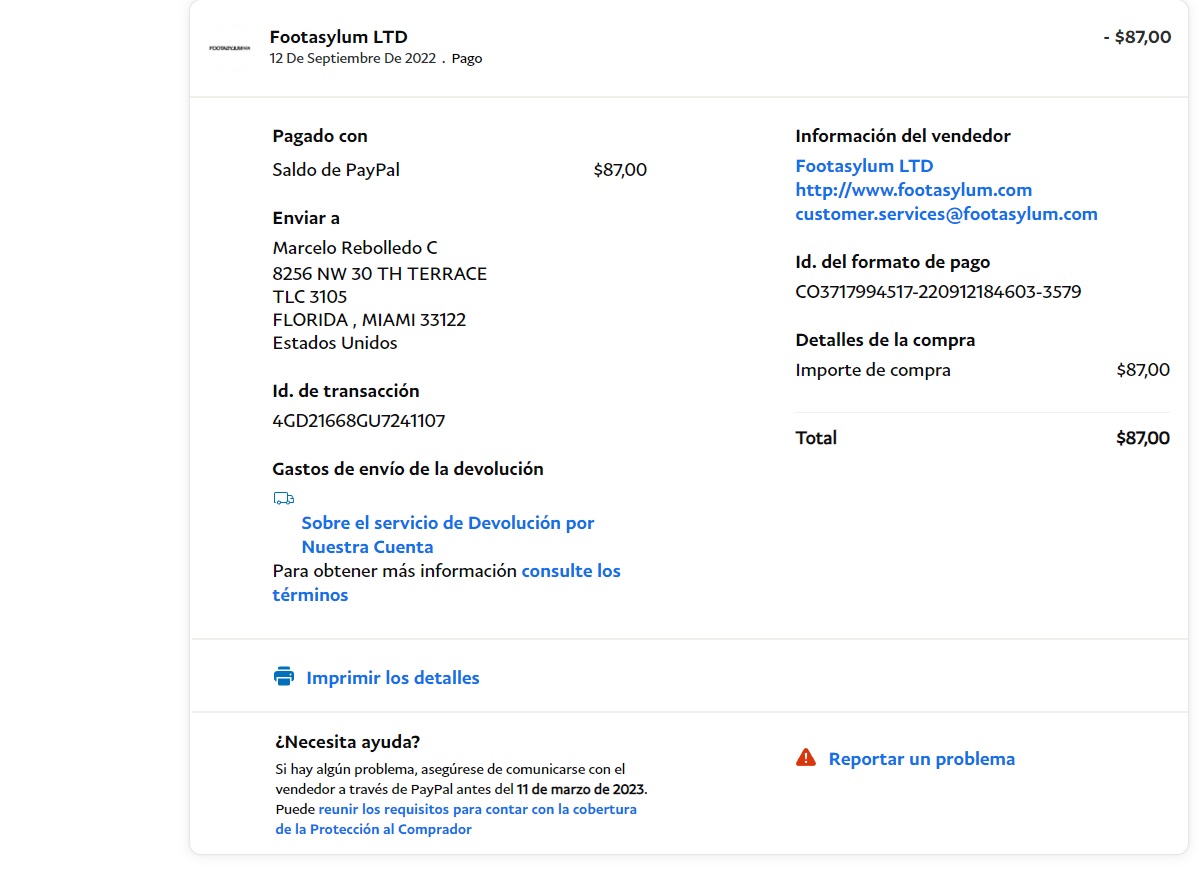 Footasylum LTD
- $87,00
12 De Septiembre De 2022 . Pago
Pagado con
Saldo de PayPal $87,00
Enviar a
Marcelo Rebolledo C
8256 NW 30 TH TERRACE
TLC 3105
FLORIDA , MIAMI 33122
Estados Unidos
Id. de transacción
4GD21668GU7241107
Gastos de envío de la devolución
Sobre el servicio de Devolución por
Nuestra Cuenta
Para obtener más información consulte los
términos
Información del vendedor
Footasylum LTD
http://www.footasylum.com
customer.services@footasylum.com
Id. del formato de pago
CO3717994517-220912184603-3579
Detalles de la compra
Importe de compra $87,00
Total $87,00
Imprimir los detalles
¿Necesita ayuda?
Si hay algún problema, asegúrese de comunicarse con el
vendedor a través de PayPal antes del 11 de marzo de 2023.
Puede reunir los requisitos para contar con la cobertura
de la Protección al Comprador
Reportar un problema